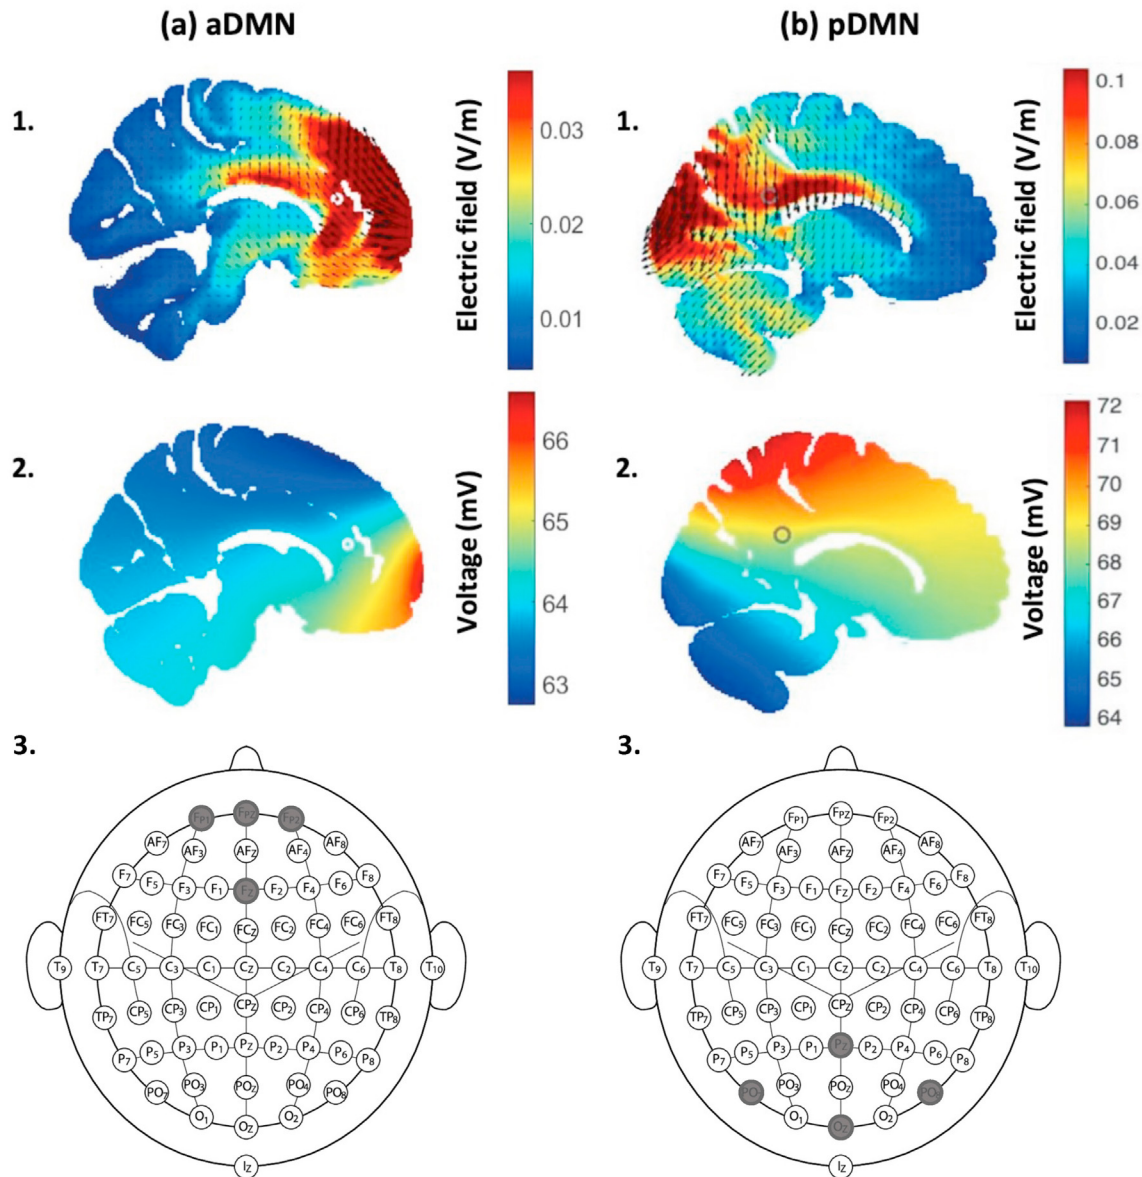 (a) aDMN
(b) pDMN
1.
Electric field (V/m)
0.03
0.02
0.01
1.
Electric field (V/m)
0.1
0.08
0.06
0.04
0.02
2.
Voltage (mV)
66
65
64
63
2.
Voltage (mV)
72
71
70
69
68
67
66
65
64
3.
FP1 FPZ FP2
AF7 AF3 AFZ AF4 AF8
F7 F5 F3 F1 FZ F2 F4 F6 F8
FT7 FC5 FC3 FC1 FCZ FC2 FC4 FC6 FT8
T9 T7 C5 C3 C1 CZ C2 C4 C6 T8 T10
TP7 CP5 CP3 CP1 CPZ CP2 CP4 CP6 TP8
P7 P5 P3 P1 PZ P2 P4 P6 P8
PO7 PO3 POZ PO4 PO8
O1 OZ O2
IZ
3.
FP1 FPZ FP2
AF7 AF3 AFZ AF4 AF8
F7 F5 F3 F1 FZ F2 F4 F6 F8
FT7 FC5 FC3 FC1 FCZ FC2 FC4 FC6 FT8
T9 T7 C5 C3 C1 CZ C2 C4 C6 T8 T10
TP7 CP5 CP3 CP1 CPZ CP2 CP4 CP6 TP8
P7 P5 P3 P1 PZ P2 P4 P6 P8
PO3 POZ PO4
O1 OZ O2
IZ